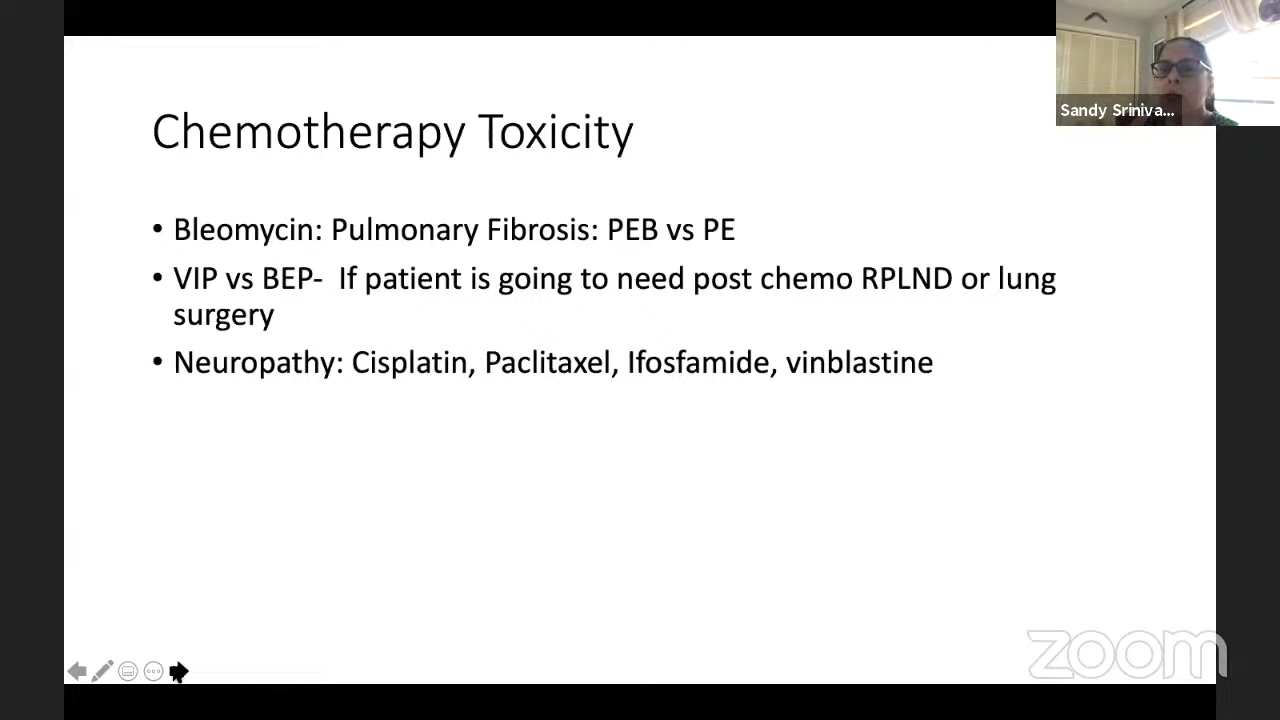 Sandy Sriniva...
Chemotherapy Toxicity
• Bleomycin: Pulmonary Fibrosis: PEB vs PE
• VIP vs BEP-  If patient is going to need post chemo RPLND or lung
surgery
• Neuropathy: Cisplatin, Paclitaxel, Ifosfamide, vinblastine
zoom